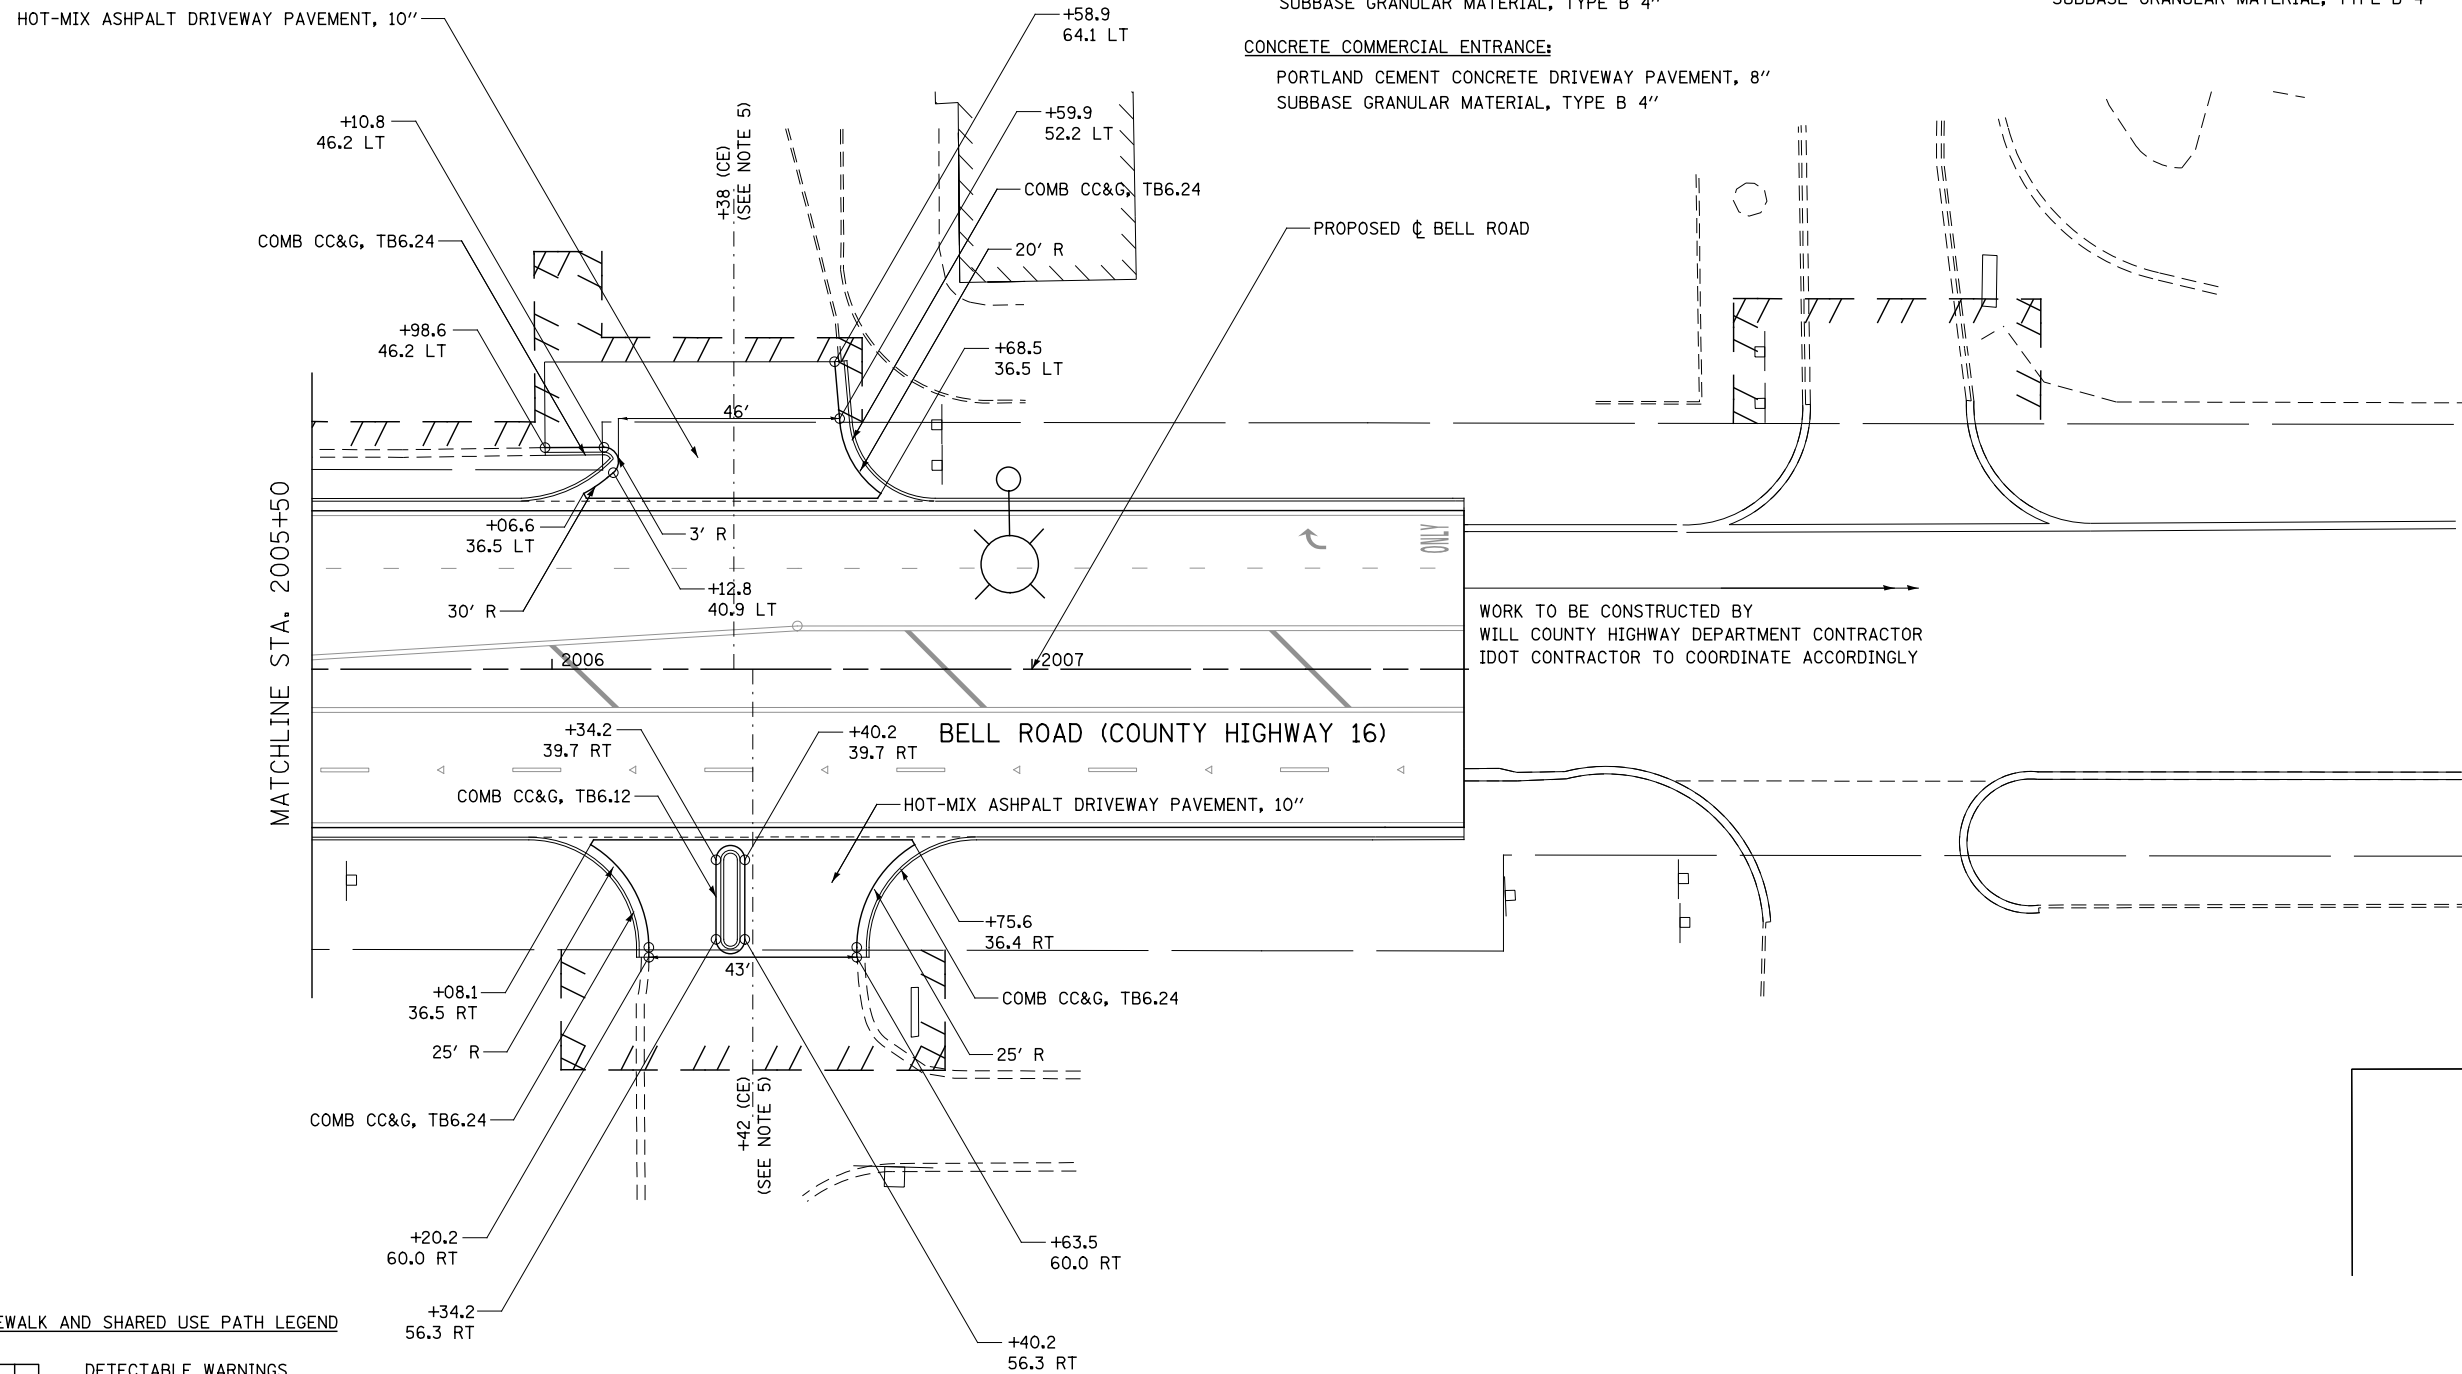 HOT-MIX ASHPALT DRIVEWAY PAVEMENT, 10"
+58.9
64.1 LT
SUBBASE GRANULAR MATERIAL, TYPE B 4"
SUBBASE GRANULAR MATERIAL, TYPE B 4"
CONCRETE COMMERCIAL ENTRANCE:
PORTLAND CEMENT CONCRETE DRIVEWAY PAVEMENT, 8"
SUBBASE GRANULAR MATERIAL, TYPE B 4"
+10.8
46.2 LT
+38 (CE)
(SEE NOTE 5)
+59.9
52.2 LT
COMB CC&G, TB6.24
COMB CC&G, TB6.24
20' R
PROPOSED ℄ BELL ROAD
+98.6
46.2 LT
+68.5
36.5 LT
46'
+06.6
36.5 LT
3' R
ONLY
30' R
+12.8
40.9 LT
MATCHLINE STA. 2005+50
WORK TO BE CONSTRUCTED BY
WILL COUNTY HIGHWAY DEPARTMENT CONTRACTOR
IDOT CONTRACTOR TO COORDINATE ACCORDINGLY
2006
2007
+34.2
39.7 RT
+40.2
39.7 RT
BELL ROAD (COUNTY HIGHWAY 16)
COMB CC&G, TB6.12
HOT-MIX ASHPALT DRIVEWAY PAVEMENT, 10"
+75.6
36.4 RT
43'
+08.1
36.5 RT
COMB CC&G, TB6.24
25' R
25' R
+42 (CE)
(SEE NOTE 5)
COMB CC&G, TB6.24
+20.2
60.0 RT
+63.5
60.0 RT
+34.2
56.3 RT
+40.2
56.3 RT
EWALK AND SHARED USE PATH LEGEND
DETECTABLE WARNINGS